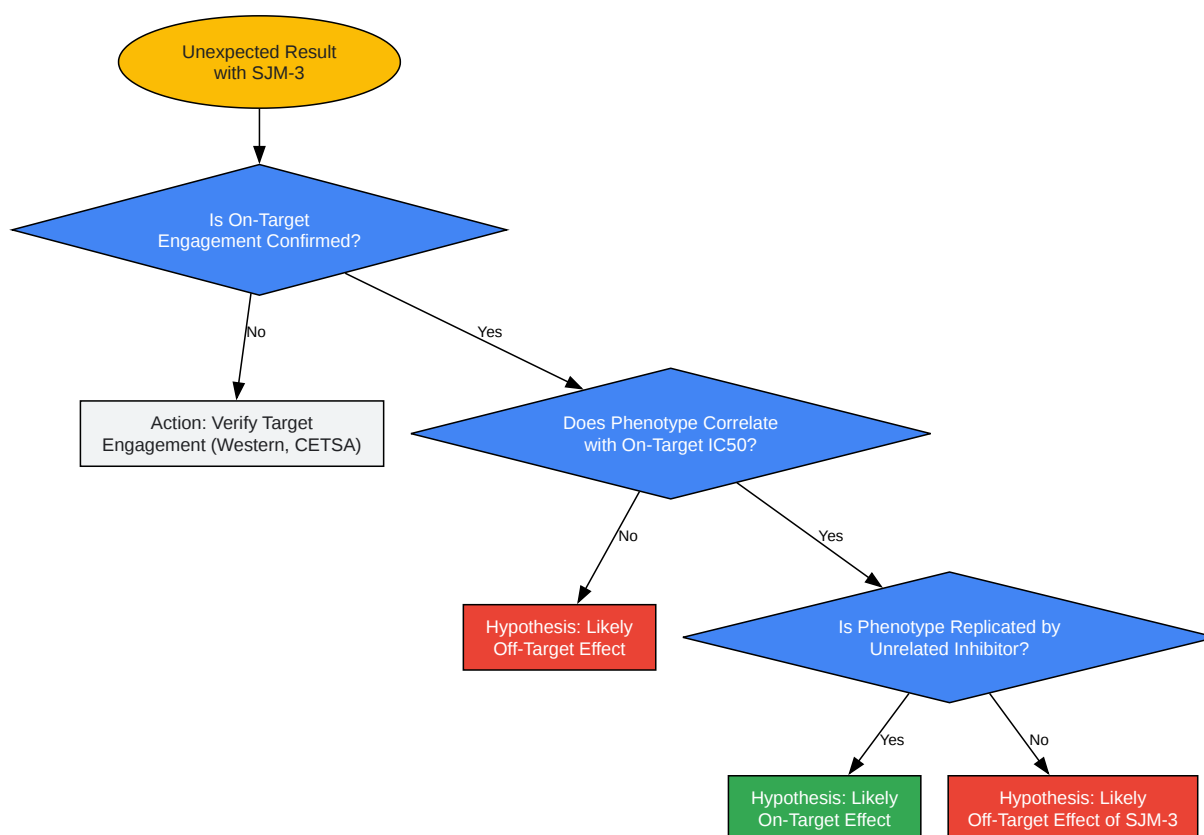 Unexpected Result
with SJM-3
Is On-Target
Engagement Confirmed?
No
Yes
Action: Verify Target
Engagement (Western, CETSA)
Does Phenotype Correlate
with On-Target IC50?
No
Yes
Hypothesis: Likely
Off-Target Effect
Is Phenotype Replicated by
Unrelated Inhibitor?
Yes
No
Hypothesis: Likely
On-Target Effect
Hypothesis: Likely
Off-Target Effect of SJM-3